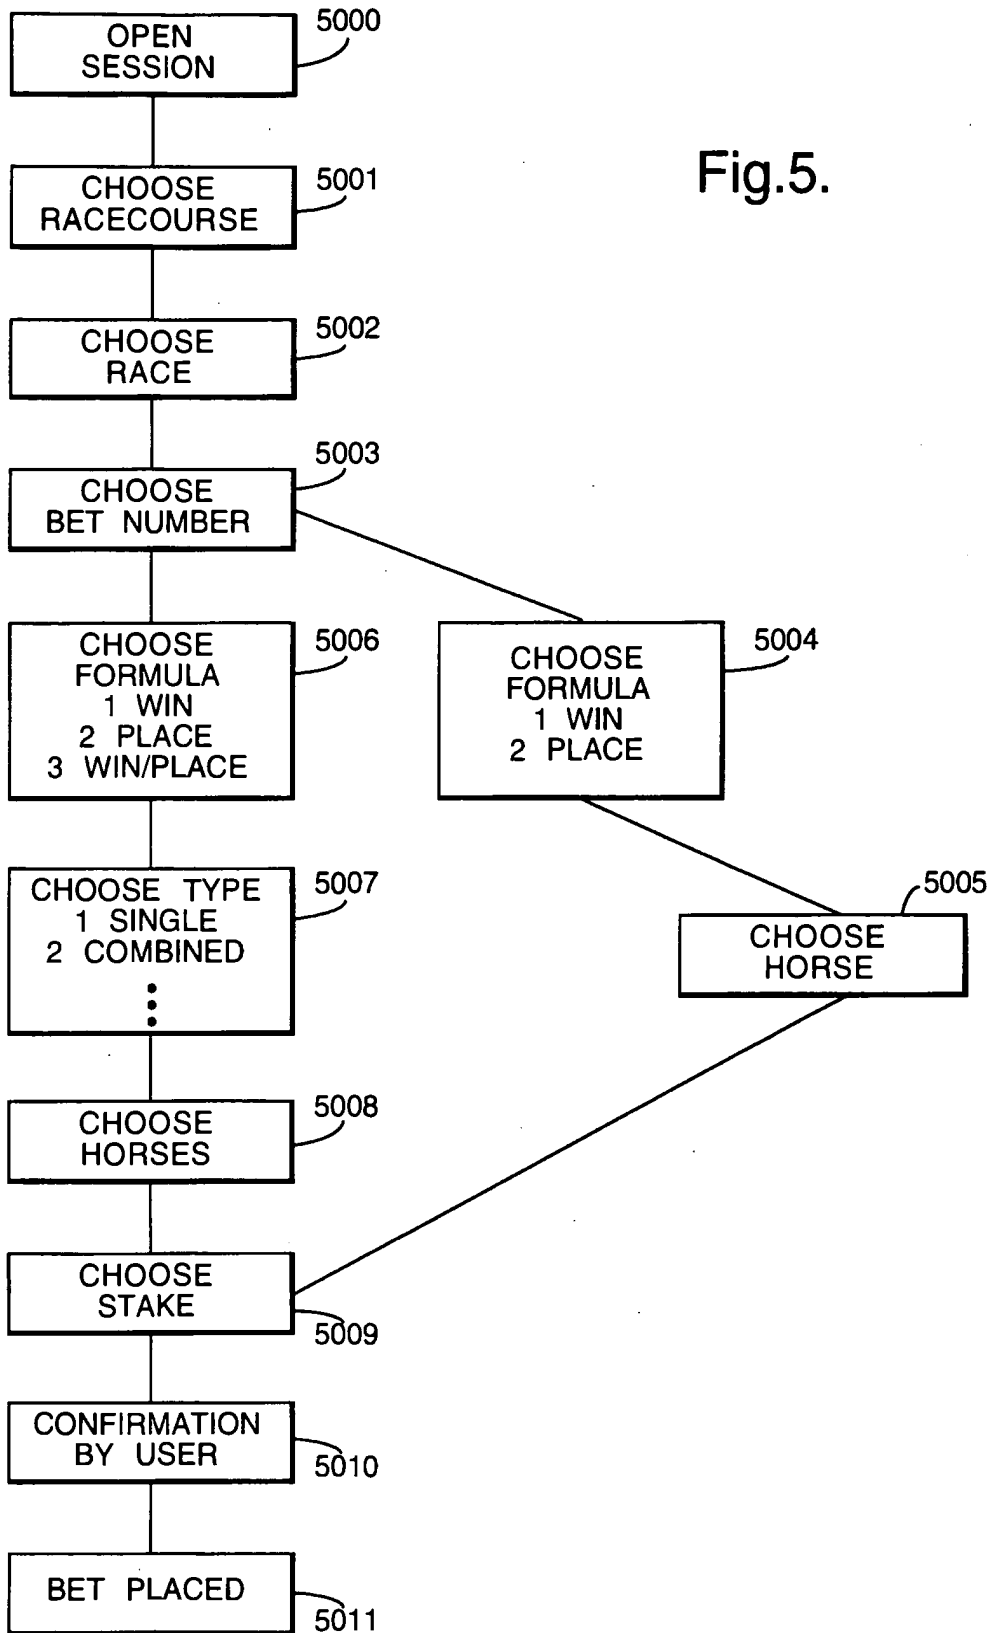 OPEN
SESSION
5000
CHOOSE
RACECOURSE
5001
Fig.5.
CHOOSE
RACE
5002
CHOOSE
BET NUMBER
5003
CHOOSE
FORMULA
1 WIN
2 PLACE
3 WIN/PLACE
5006
CHOOSE
FORMULA
1 WIN
2 PLACE
5004
CHOOSE TYPE
1 SINGLE
2 COMBINED
5007
CHOOSE
HORSE
5005
CHOOSE
HORSES
5008
CHOOSE
STAKE
5009
CONFIRMATION
BY USER
5010
BET PLACED
5011